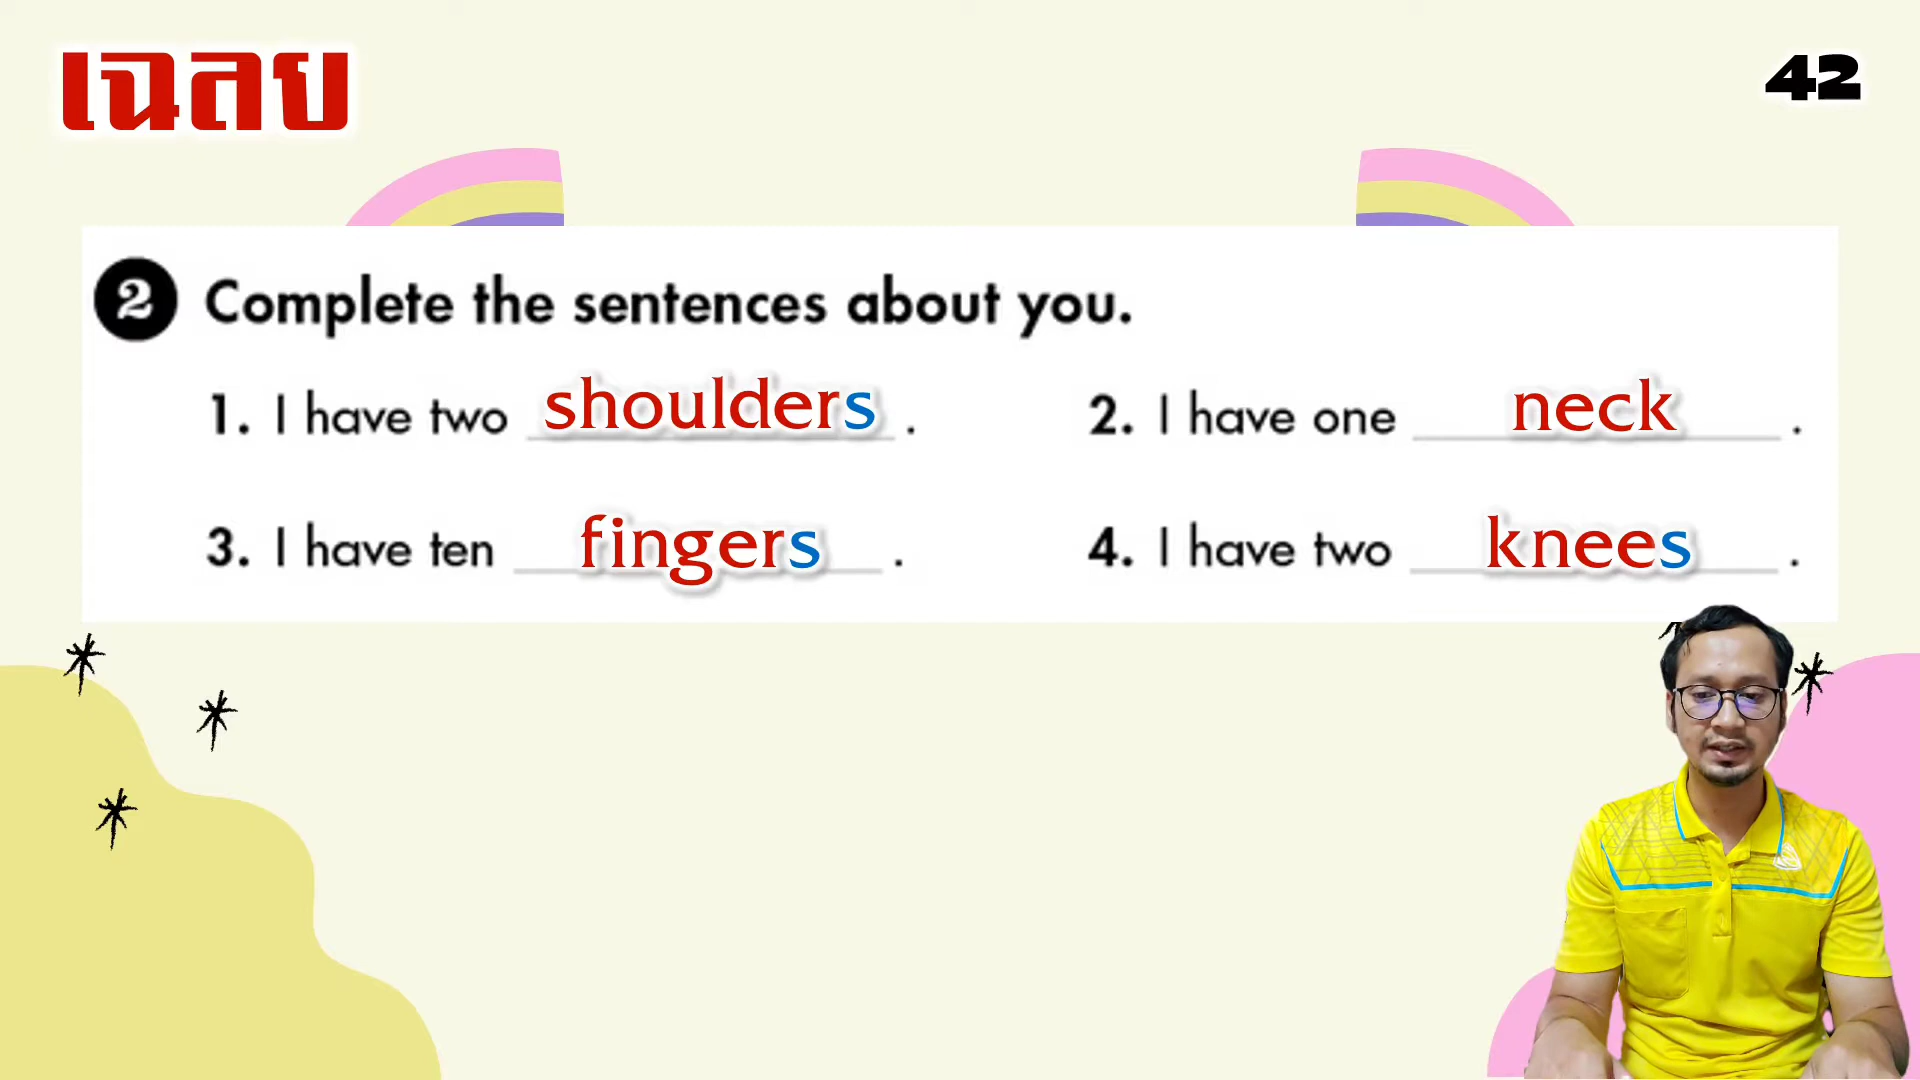 เฉลย
42
2 Complete the sentences about you.
1. I have two shoulders .
2. I have one neck .
3. I have ten fingers .
4. I have two knees .